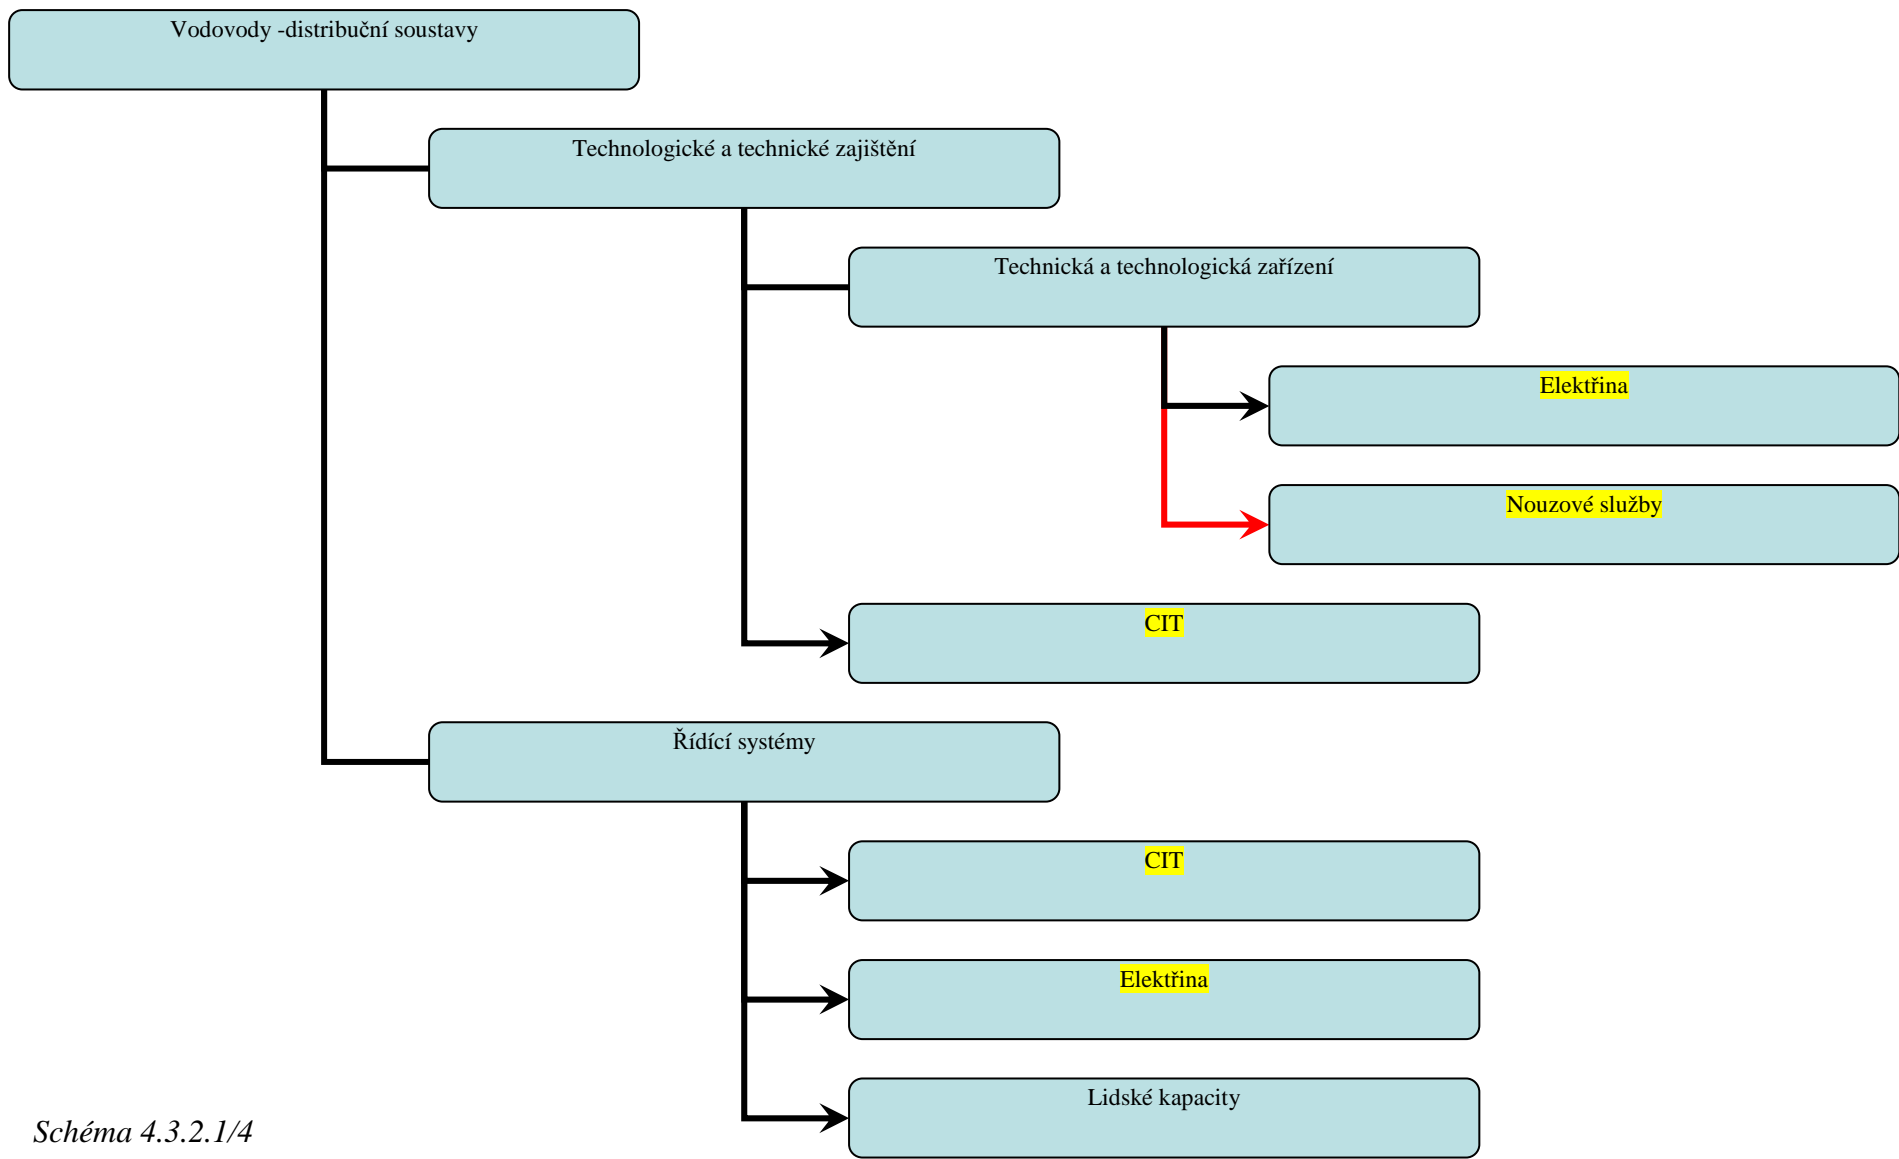 Vodovody -distribuční soustavy
Technologické a technické zajištění
Technická a technologická zařízení
Elektřina
Nouzové služby
CIT
Řídící systémy
CIT
Elektřina
Lidské kapacity
Schéma 4.3.2.1/4